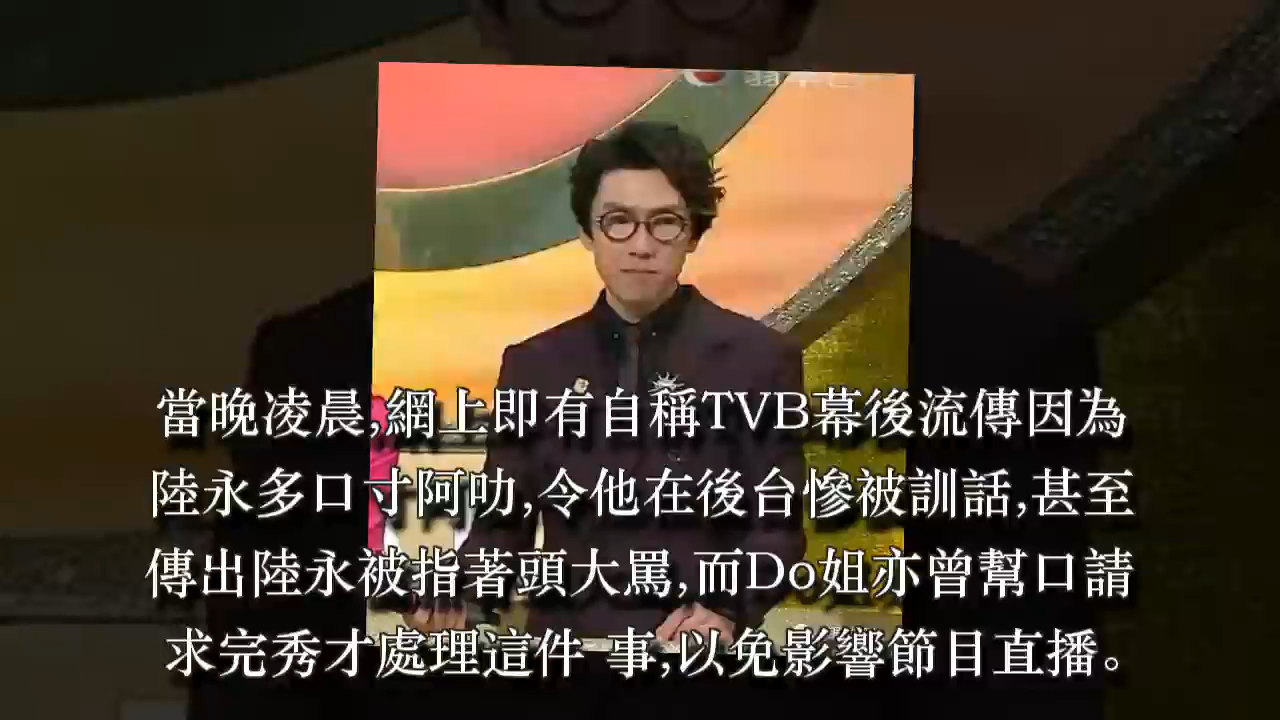 當晚凌晨,網上即有自稱TVB幕後流傳因為
陸永多口寸阿叻,令他在後台慘被訓話,甚至
傳出陸永被指著頭大罵,而Do姐亦曾幫口請
求完秀才處理這件 事,以免影響節目直播。